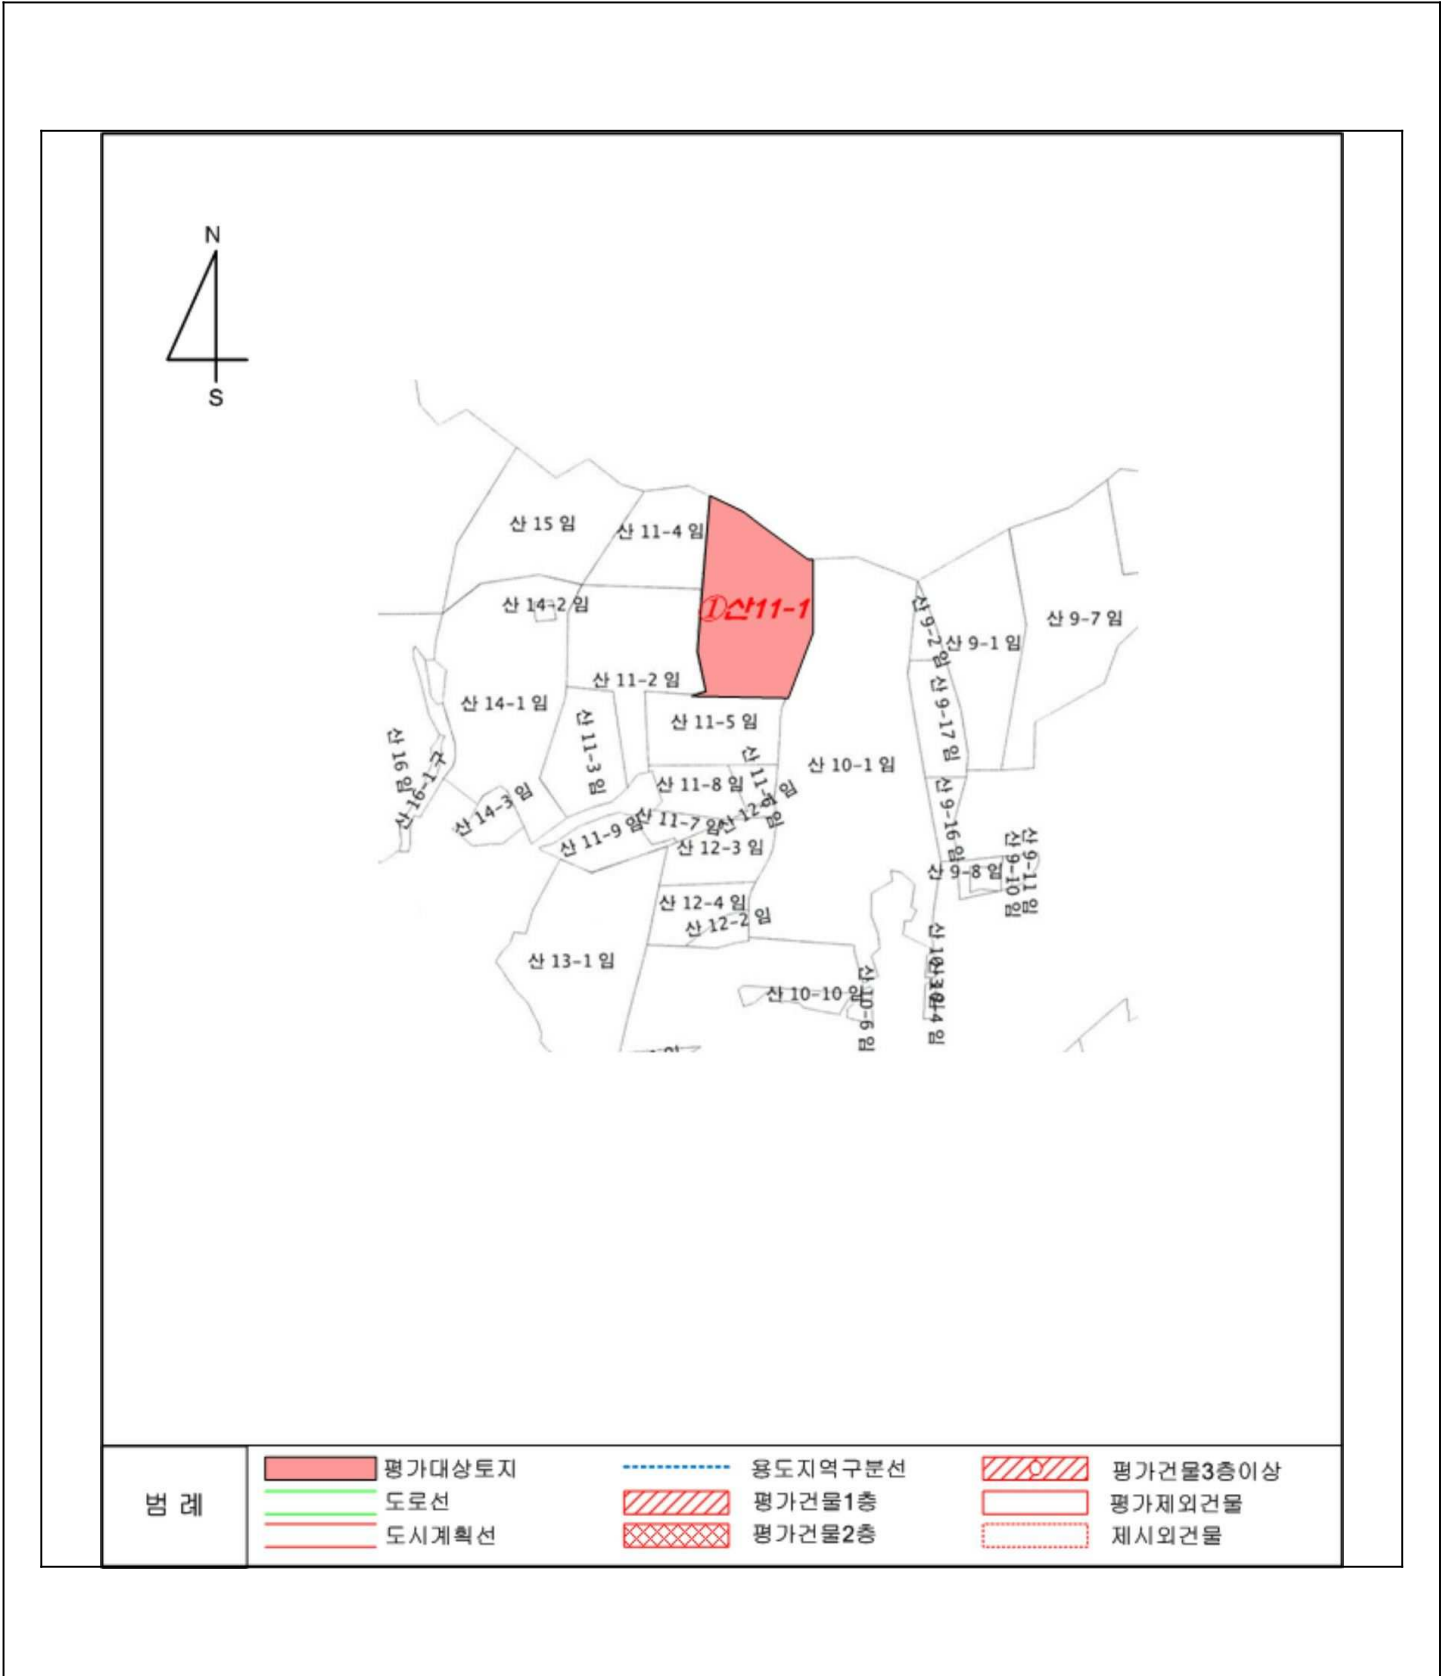 N
S
산 15 임
산 11-4 임
①산11-1
산 14-2 임
산 9-2 임
산 9-7 임
산 9-1 임
산 11-2 임
산 14-1 임
산 9-17 임
산 11-5 임
산 11-3 임
산 16 임
산 10-1 임
산 16-1 구
산 11-8 임
산 11-6 임
산 14-3 임
산 9-16 임
산 11-7 임
산 11-9 임
산 12-3 임
산 9-8 임
산 9-10 임
산 9-11 임
산 12-4 임
산 12-2 임
산 13-1 임
산 10-10 임
산 10-6 임
범 례
평가대상토지
용도지역구분선
평가건물3층이상
도로선
평가건물1층
평가제외건물
도시계획선
평가건물2층
제시외건물